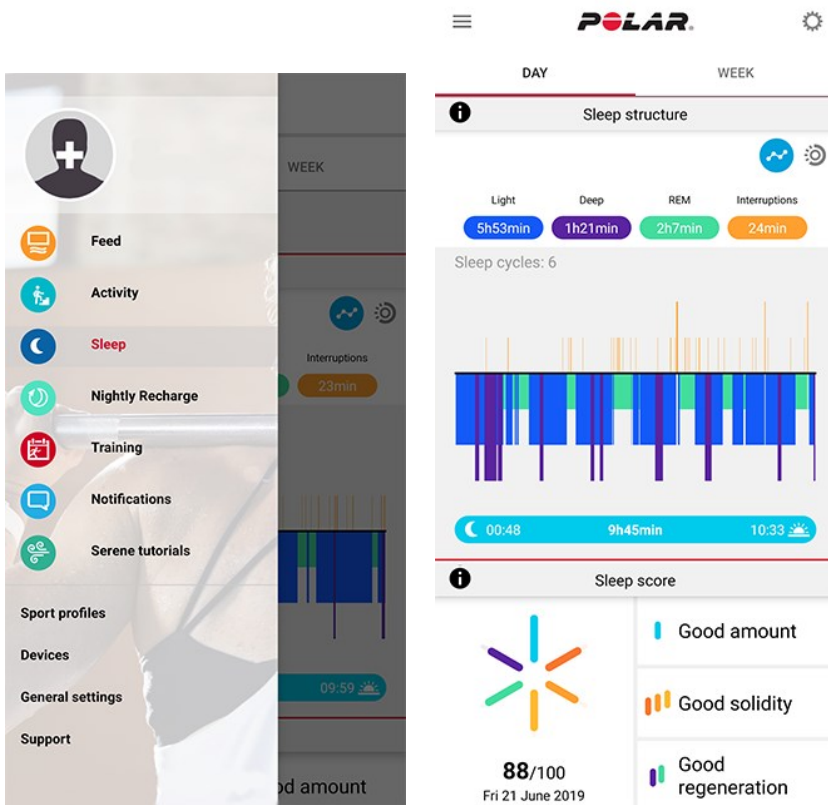 WEEK
Feed
Activity
Sleep
Interruptions
23min
Nightly Recharge
Training
Notifications
Serene tutorials
Sport profiles
Devices
General settings
09:59
Support
od amount
POLAR.
DAY WEEK
Sleep structure
Light Deep REM Interruptions
5h53min 1h21min 2h7min 24min
Sleep cycles: 6
00:48 9h45min 10:33
Sleep score
Good amount
Good solidity
Good
regeneration
88/100
Fri 21 June 2019